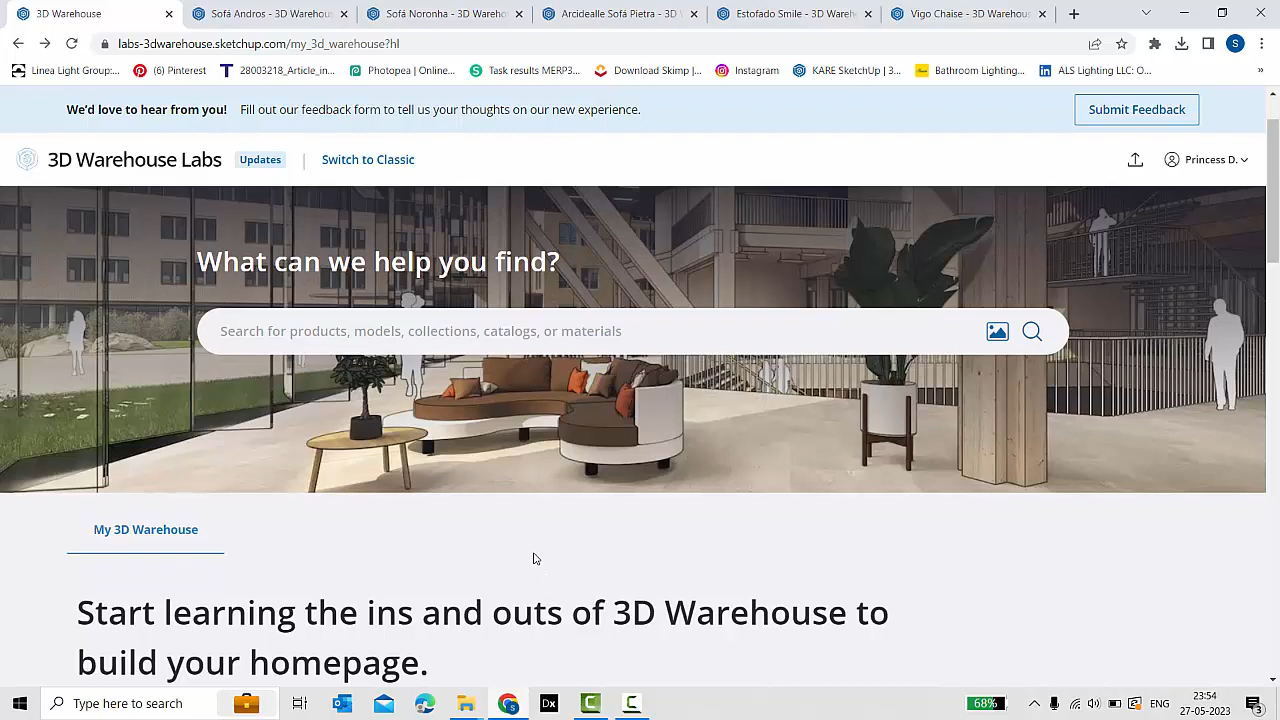 3D Warehouse
Sofá Andros - 3D Warehou
Sofá Noronha - 3D Wareho
Arcidealle Sofá Pietra - 3D
Estofado Smile - 3D Wareh
Vigo Chaise - 3D Warehous
labs-3dwarehouse.sketchup.com/my_3d_warehouse?hl
S
Linea Light Group:...
(6) Pinterest
28003218_Article_in...
Photopea | Online...
Task results MERP3...
Download Skimp |...
Instagram
KARE SketchUp | 3...
Bathroom Lighting...
ALS Lighting LLC: O...
»
We'd love to hear from you! Fill out our feedback form to tell us your thoughts on our new experience.
Submit Feedback
3D Warehouse Labs
Updates
Switch to Classic
Princess D.
What can we help you find?
Search for products, models, collections, catalogs, or materials
My 3D Warehouse
Start learning the ins and outs of 3D Warehouse to
build your homepage.
Type here to search
Dx
68%
ENG
23:54
27-05-2023
3